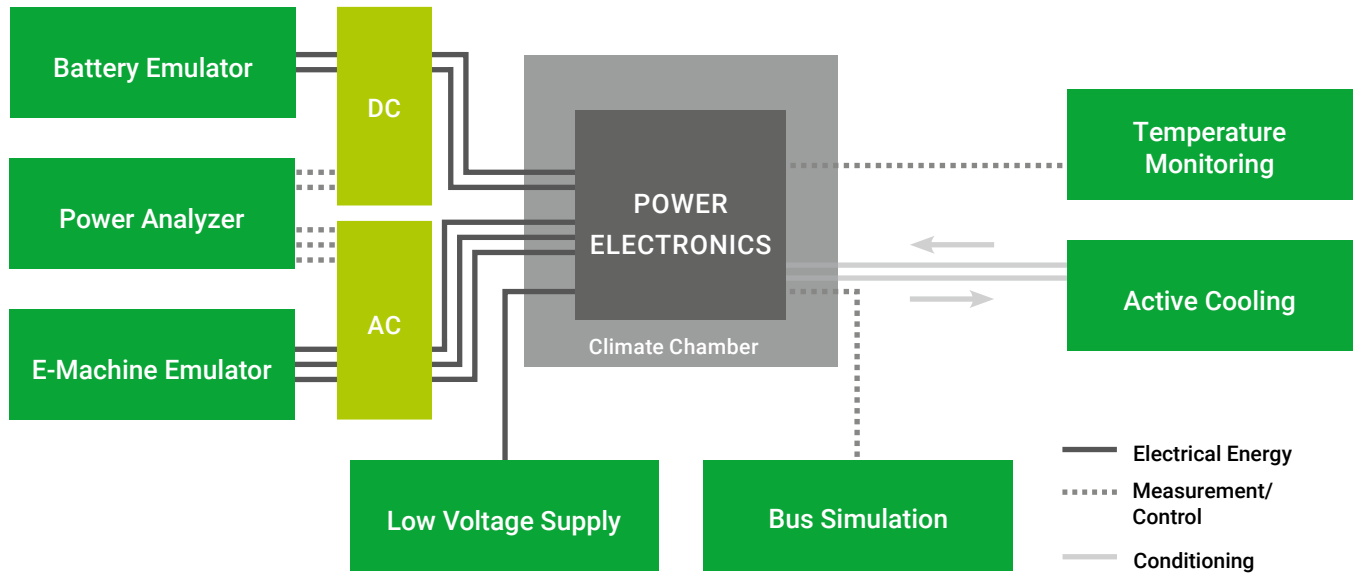 Battery Emulator
DC
Power Analyzer
AC
E-Machine Emulator
POWER
ELECTRONICS
Climate Chamber
Temperature
Monitoring
Active Cooling
Low Voltage Supply
Bus Simulation
Electrical Energy
Measurement/
Control
Conditioning